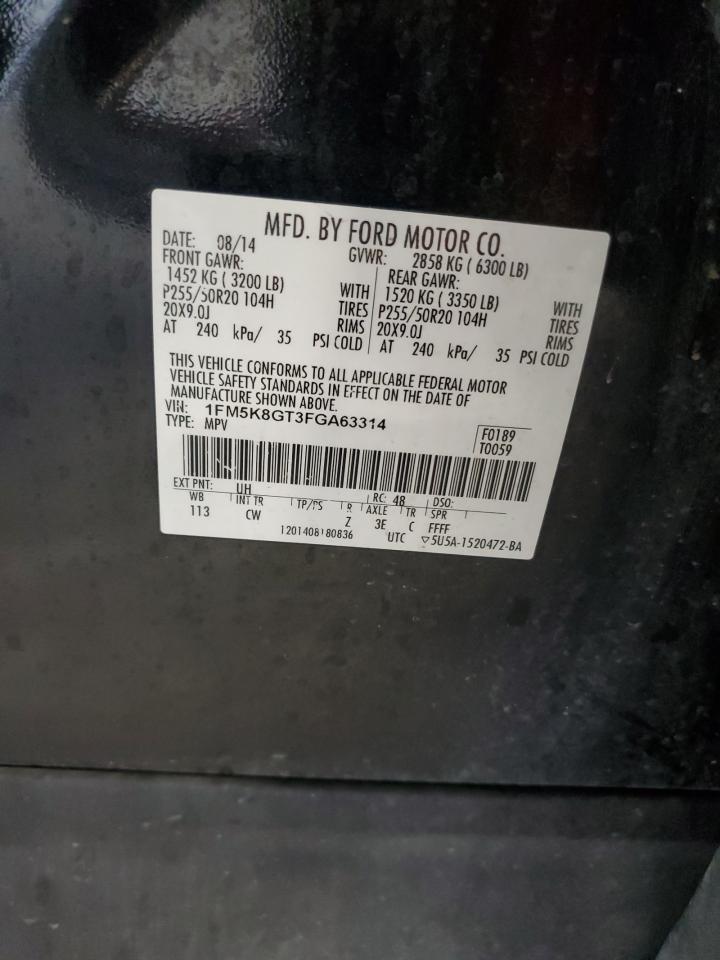 MFD. BY FORD MOTOR CO.
DATE: 08/14 GVWR: 2858 KG ( 6300 LB)
FRONT GAWR: REAR GAWR:
1452 KG ( 3200 LB) WITH 1520 KG ( 3350 LB) WITH
P255/50R20 104H TIRES P255/50R20 104H TIRES
20X9.0J RIMS 20X9.0J RIMS
AT 240 kPa/ 35 PSI COLD AT 240 kPa/ 35 PSI COLD
THIS VEHICLE CONFORMS TO ALL APPLICABLE FEDERAL MOTOR
VEHICLE SAFETY STANDARDS IN EFFECT ON THE DATE OF
MANUFACTURE SHOWN ABOVE.
VIN: 1FM5K8GT3FGA63314
TYPE: MPV
F0189
T0059
EXT PNT: UH RC: 48 DSO:
WB INT TR TP/PS R AXLE TR SPR
113 CW Z 3E C FFFF
1201408180836 UTC ▽5U5A-1520472-BA